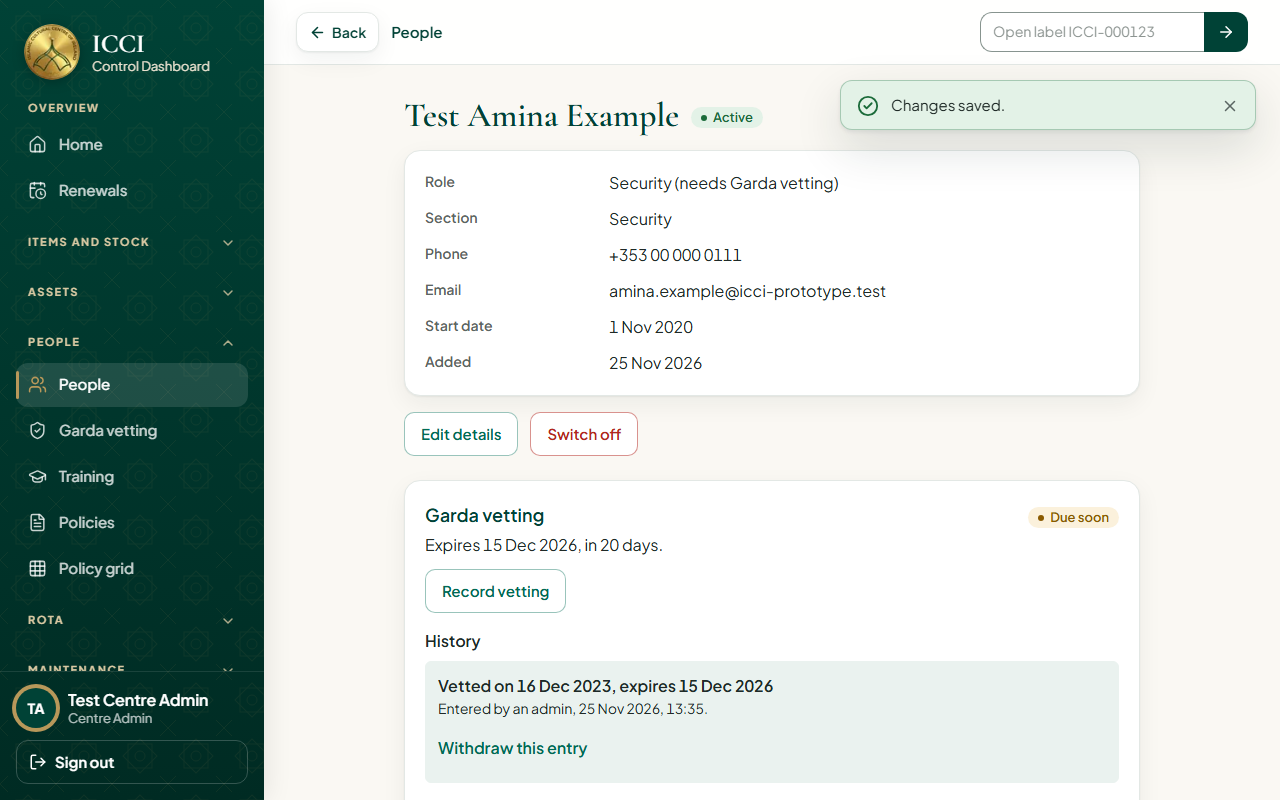 ICCI
Control Dashboard
OVERVIEW
Home
Renewals
ITEMS AND STOCK
ASSETS
PEOPLE
People
Garda vetting
Training
Policies
Policy grid
ROTA
MAINTENANCE
TA
Test Centre Admin
Centre Admin
Sign out
Back
People
Open label ICCI-000123
Changes saved.
Test Amina Example
Active
Role
Security (needs Garda vetting)
Section
Security
Phone
+353 00 000 0111
Email
amina.example@icci-prototype.test
Start date
1 Nov 2020
Added
25 Nov 2026
Edit details
Switch off
Garda vetting
Due soon
Expires 15 Dec 2026, in 20 days.
Record vetting
History
Vetted on 16 Dec 2023, expires 15 Dec 2026
Entered by an admin, 25 Nov 2026, 13:35.
Withdraw this entry